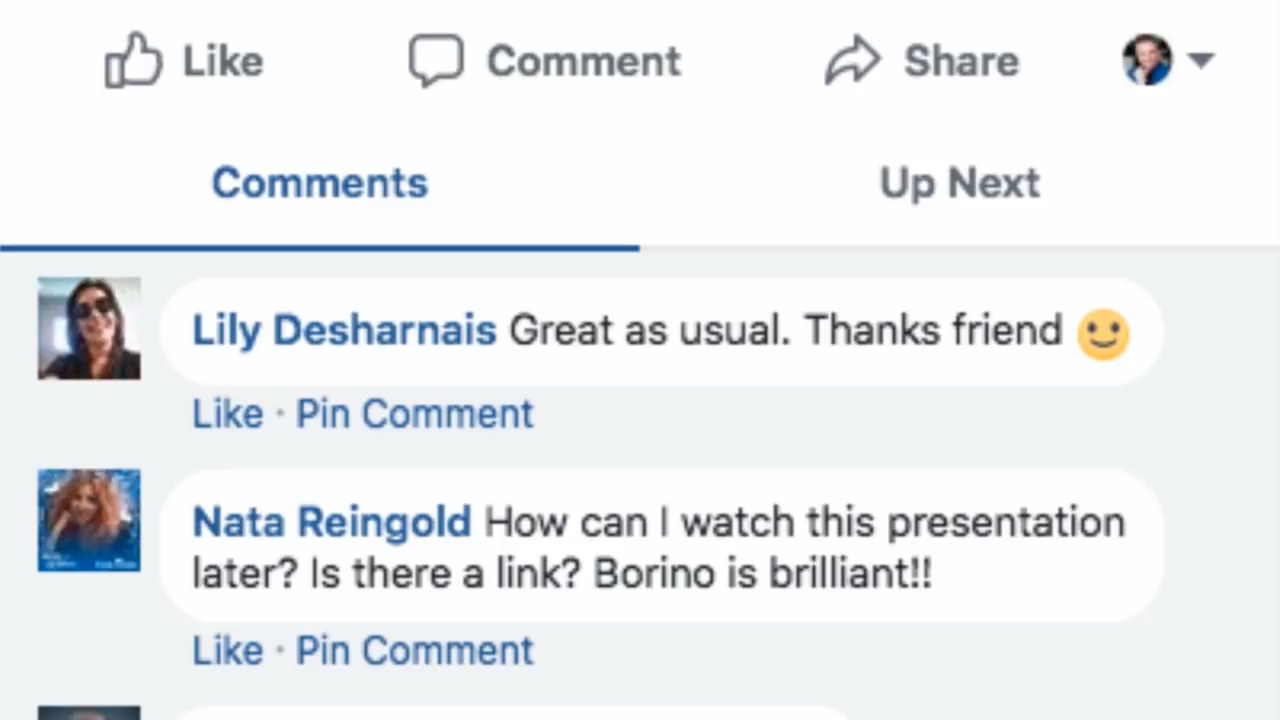 Like Comment Share
Comments Up Next
Lily Desharnais Great as usual. Thanks friend 🙂
Like · Pin Comment
Nata Reingold How can I watch this presentation
later? Is there a link? Borino is brilliant!!
Like · Pin Comment